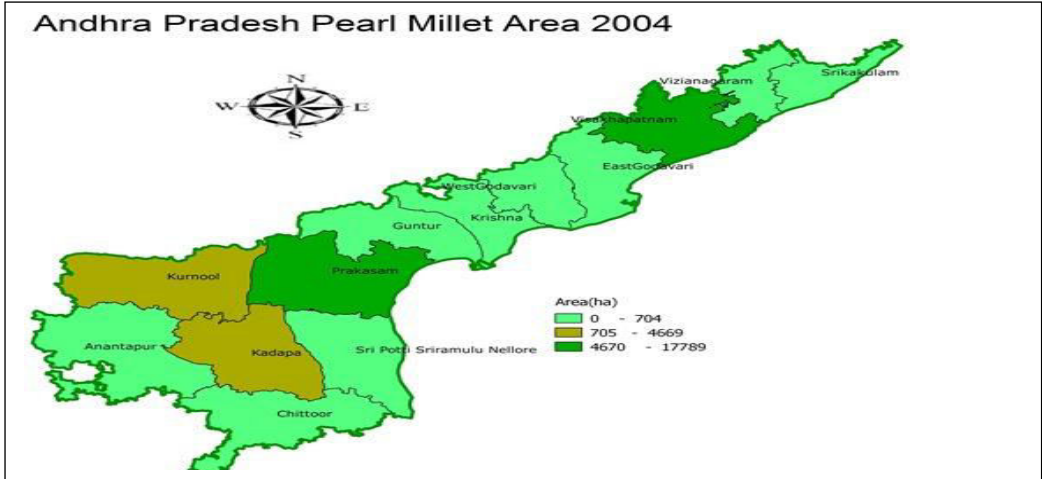 Andhra Pradesh Pearl Millet Area 2004
N
W E
S
Srikakulam
Vizianagaram
Visakhapatnam
EastGodavari
WestGodavari
Krishna
Guntur
Prakasam
Kurnool
Anantapur
Kadapa
Sri Potti Sriramulu Nellore
Chittoor
Area(ha)
0 - 704
705 - 4669
4670 - 17789